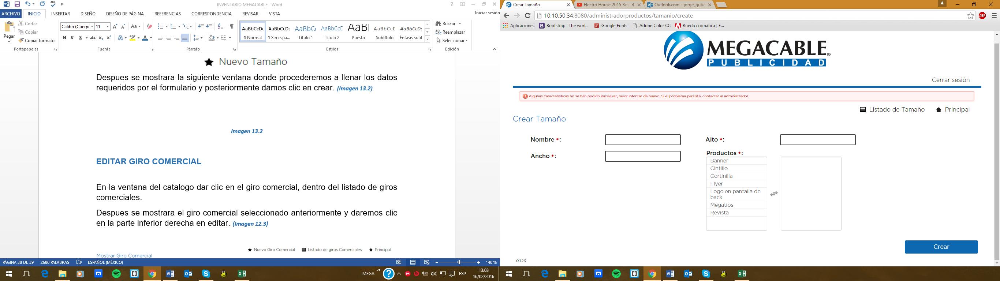 INVENTARIO MEGACABLE - Word
ARCHIVO INICIO INSERTAR DISEÑO DISEÑO DE PÁGINA REFERENCIAS CORRESPONDENCIA REVISAR VISTA Iniciar sesión
Pegar
Cortar
Copiar
Copiar formato
Portapapeles
Calibri (Cuerpo 11
N K S abc x₂ x²
Fuente
Párrafo
AaBbCcDc AaBbCcDc AaBbCc AaBbCcD AaBl AaBbCcD AaBbCcDc
¶ Normal ¶ Sin espa... Título 1 Título 2 Puesto Subtítulo Énfasis sutil
Estilos
Buscar
Reemplazar
Seleccionar
Edición
Nuevo Tamaño
Despues se mostrara la siguiente ventana donde procederemos a llenar los datos
requeridos por el formulario y posteriormente damos clic en crear. (Imagen 13.2)
Imagen 13.2
EDITAR GIRO COMERCIAL
En la ventana del catalogo dar clic en el giro comercial, dentro del listado de giros
comerciales.
Despues se mostrara el giro comercial seleccionado anteriormente y daremos clic
en la parte inferior derecha en editar. (Imagen 12.3)
Nuevo Giro Comercial Listado de giros Comerciales Principal
Mostrar Giro Comercial
PÁGINA 38 DE 39 2680 PALABRAS ESPAÑOL (MÉXICO) 140 %
MEGA ESP 13:03
16/02/2016
Crear Tamaño Electro House 2015 Bes Outlook.com - jorge_gutie
10.10.50.34:8080/administradorproductos/tamanio/create
ABP
Aplicaciones Bootstrap · The worl... Google Fonts Adobe Color CC Rueda cromática | E...
MEGACABLE®
PUBLICIDAD
Cerrar sesión
Algunas características no se han podido inicializar, favor intentar de nuevo. Si el problema persiste, contactar al administrador.
Listado de Tamaño Principal
Crear Tamaño
Nombre *: Alto *:
Ancho *: Productos *:
Banner
Cintillo
Cortinilla
Flyer
Logo en pantalla de
back
Megatips
Revista
Crear
0.1.23